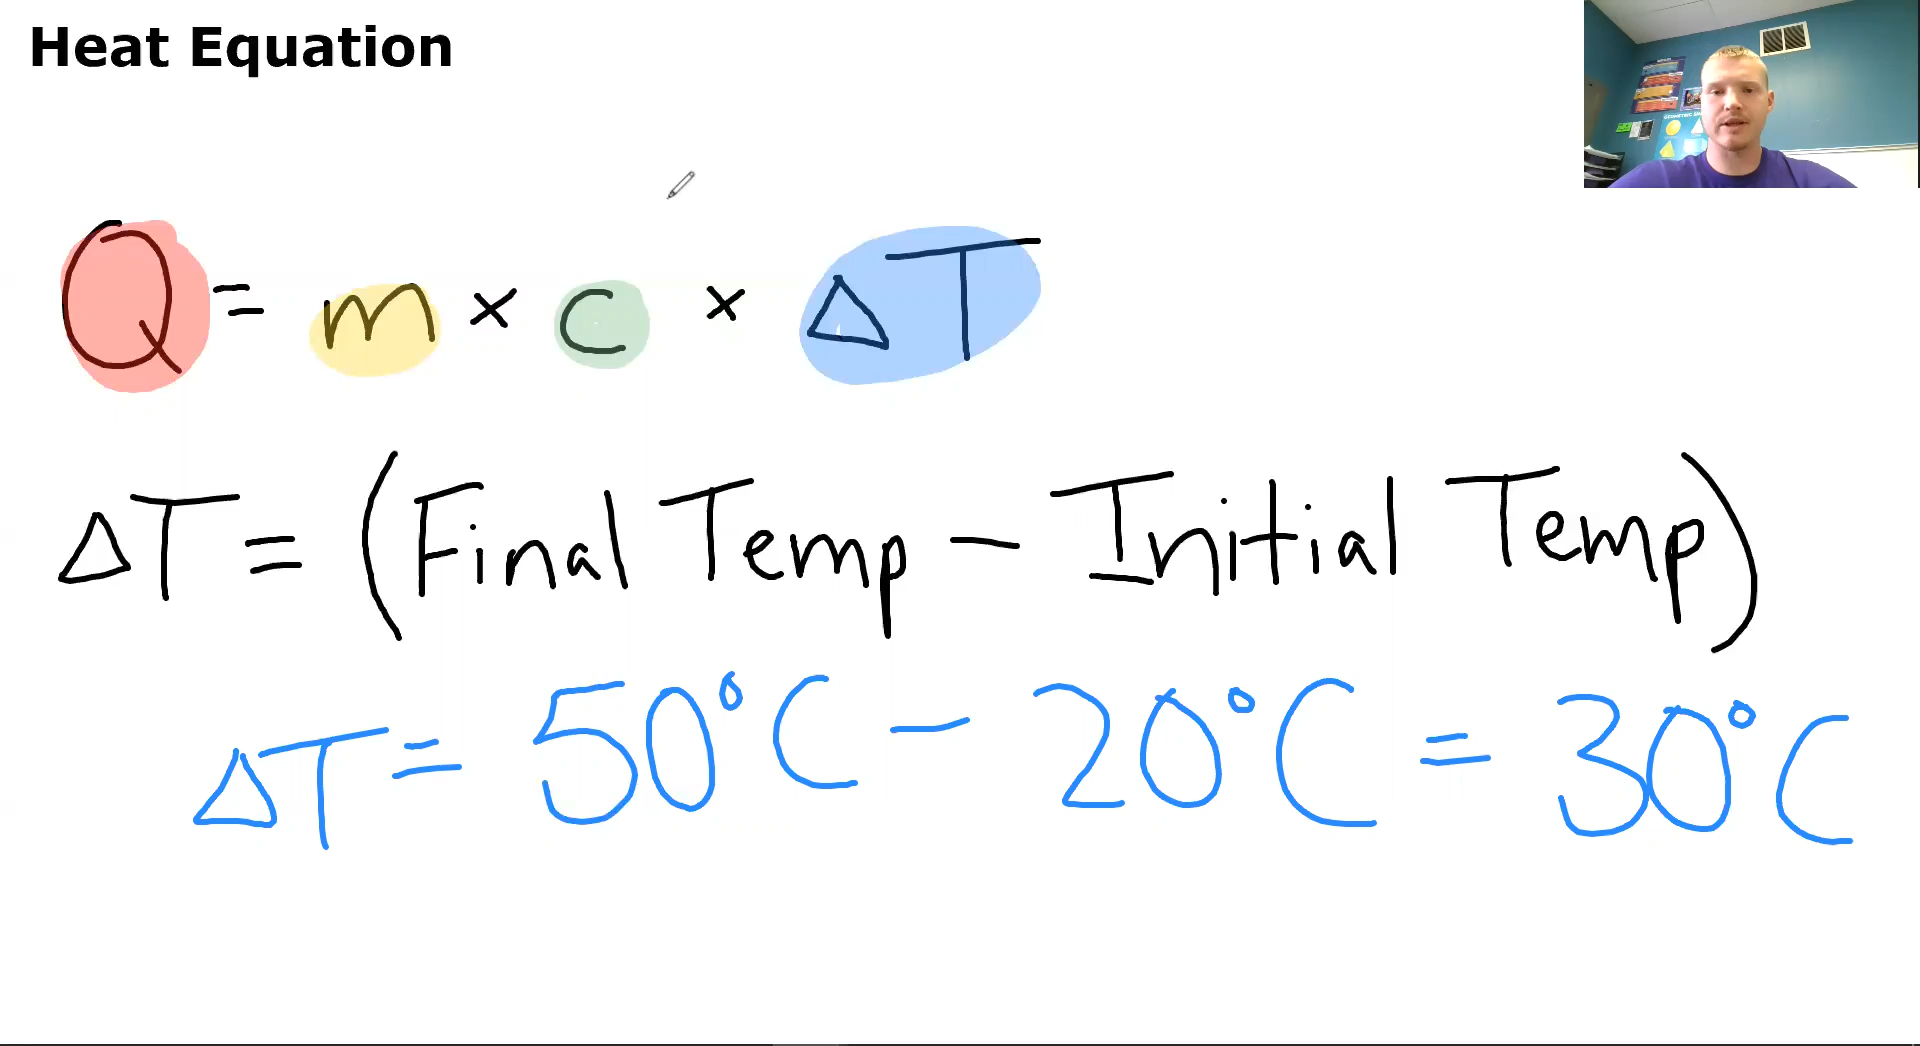 Heat Equation
Q = m x c x ΔT
ΔT = (Final Temp - Initial Temp)
ΔT = 50°C - 20°C = 30°C